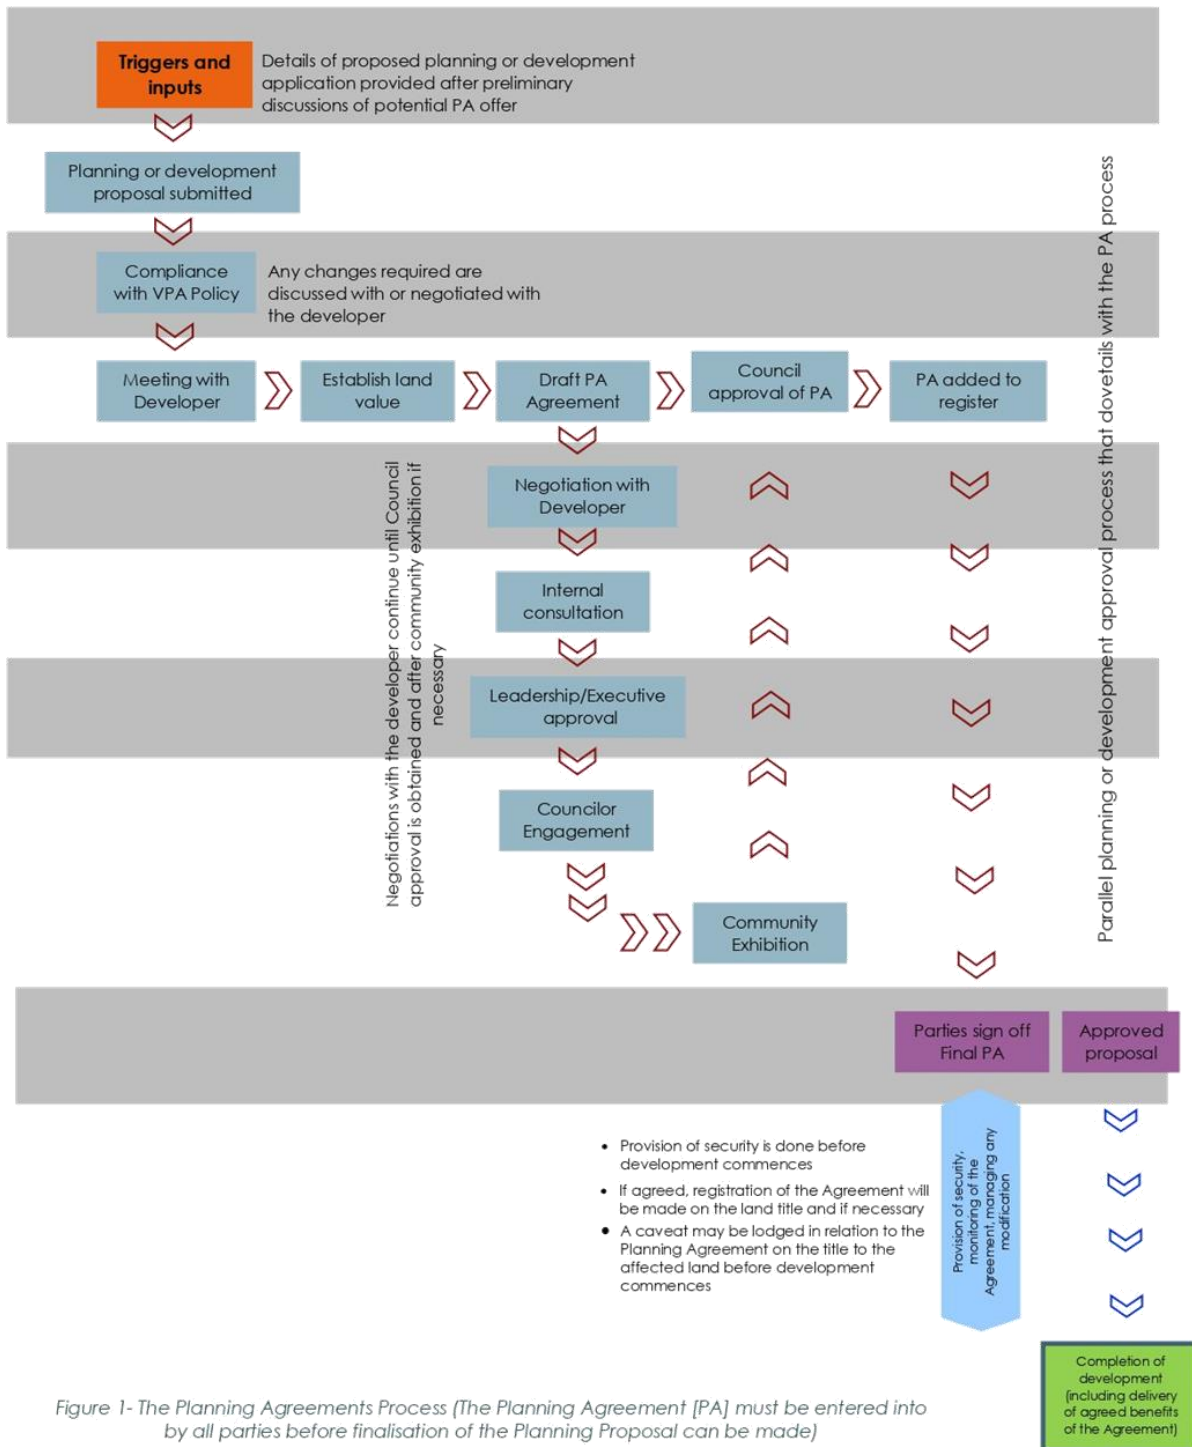 Triggers and
inputs
Details of proposed planning or development
application provided after preliminary
discussions of potential PA offer
Planning or development
proposal submitted
Compliance
with VPA Policy
Any changes required are
discussed with or negotiated with
the developer
Meeting with
Developer
Establish land
value
Draft PA
Agreement
Council
approval of PA
PA added to
register
Negotiations with the developer continue until Council
approval is obtained and after community exhibition if
necessary
Negotiation with
Developer
Internal
consultation
Leadership/Executive
approval
Councilor
Engagement
Community
Exhibition
Parallel planning or development approval process that dovetails with the PA process
Parties sign off
Final PA
Approved
proposal
• Provision of security is done before
development commences
• If agreed, registration of the Agreement will
be made on the land title and if necessary
• A caveat may be lodged in relation to the
Planning Agreement on the title to the
affected land before development
commences
Provision of security,
monitoring of the
Agreement, managing any
modification
Completion of
development
(including delivery
of agreed benefits
of the Agreement)
Figure 1- The Planning Agreements Process (The Planning Agreement [PA] must be entered into
by all parties before finalisation of the Planning Proposal can be made)